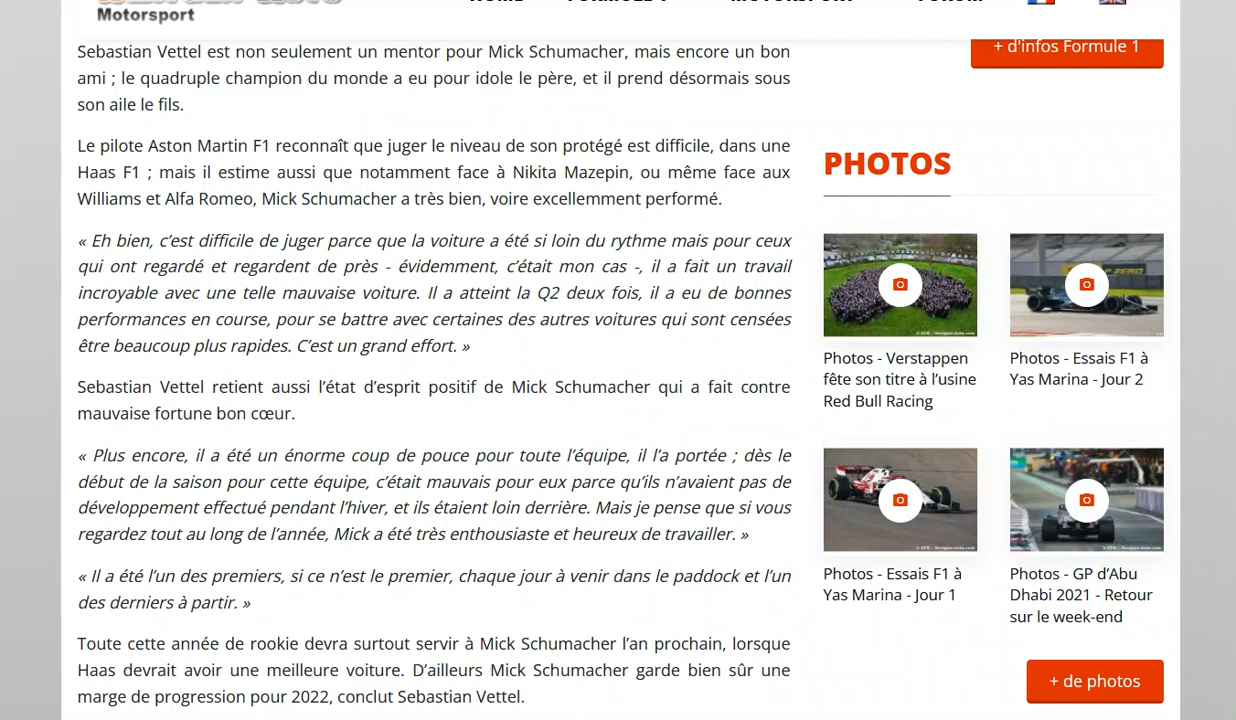 Motorsport
Sebastian Vettel est non seulement un mentor pour Mick Schumacher, mais encore un bon
ami ; le quadruple champion du monde a eu pour idole le père, et il prend désormais sous
son aile le fils.
Le pilote Aston Martin F1 reconnaît que juger le niveau de son protégé est difficile, dans une
Haas F1 ; mais il estime aussi que notamment face à Nikita Mazepin, ou même face aux
Williams et Alfa Romeo, Mick Schumacher a très bien, voire excellemment performé.
« Eh bien, c’est difficile de juger parce que la voiture a été si loin du rythme mais pour ceux
qui ont regardé et regardent de près - évidemment, c’était mon cas -, il a fait un travail
incroyable avec une telle mauvaise voiture. Il a atteint la Q2 deux fois, il a eu de bonnes
performances en course, pour se battre avec certaines des autres voitures qui sont censées
être beaucoup plus rapides. C’est un grand effort. »
Sebastian Vettel retient aussi l’état d’esprit positif de Mick Schumacher qui a fait contre
mauvaise fortune bon cœur.
« Plus encore, il a été un énorme coup de pouce pour toute l’équipe, il l’a portée ; dès le
début de la saison pour cette équipe, c’était mauvais pour eux parce qu’ils n’avaient pas de
développement effectué pendant l’hiver, et ils étaient loin derrière. Mais je pense que si vous
regardez tout au long de l’année, Mick a été très enthousiaste et heureux de travailler. »
« Il a été l’un des premiers, si ce n’est le premier, chaque jour à venir dans le paddock et l’un
des derniers à partir. »
Toute cette année de rookie devra surtout servir à Mick Schumacher l’an prochain, lorsque
Haas devrait avoir une meilleure voiture. D’ailleurs Mick Schumacher garde bien sûr une
marge de progression pour 2022, conclut Sebastian Vettel.
+ d'infos Formule 1
PHOTOS
Photos - Verstappen
fête son titre à l’usine
Red Bull Racing
Photos - Essais F1 à
Yas Marina - Jour 2
Photos - Essais F1 à
Yas Marina - Jour 1
Photos - GP d’Abu
Dhabi 2021 - Retour
sur le week-end
+ de photos